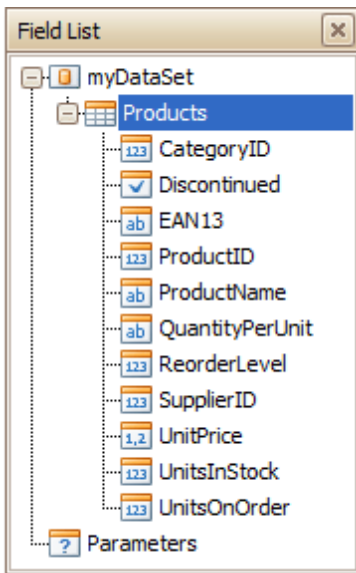 Field List
myDataSet
Products
123 CategoryID
Discontinued
ab EAN13
123 ProductID
ab ProductName
ab QuantityPerUnit
123 ReorderLevel
123 SupplierID
1,2 UnitPrice
123 UnitsInStock
123 UnitsOnOrder
? Parameters